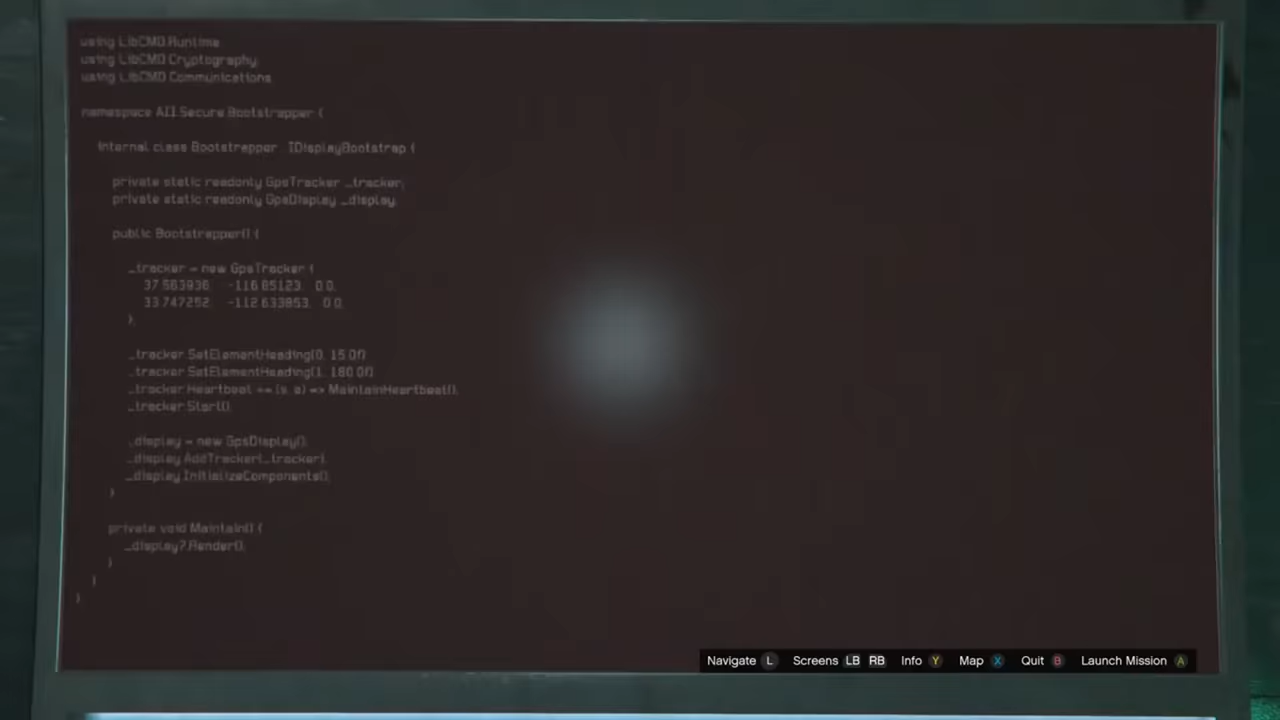 using LibCMD.Runtime
using LibCMD.Cryptography;
using LibCMD.Communications
namespace AII.Secure.Bootstrapper {
internal class Bootstrapper : IDisplayBootstrap {
private static readonly GpsTracker _tracker;
private static readonly GpsDisplay _display;
public Bootstrapper() {
_tracker = new GpsTracker {
37.563936, -116.85123, 0.0,
33.747252, -112.633853, 0.0,
};
_tracker.SetElementHeading(0, 15.0f)
_tracker.SetElementHeading(1, 180.0f)
_tracker.Heartbeat += (s, e) => MaintainHeartbeat();
_tracker.Start();
_display = new GpsDisplay();
_display.AddTracker(_tracker);
_display.InitializeComponents();
}
private void Maintain() {
_display?.Render();
}
}
}
Navigate L Screens LB RB Info Y Map X Quit B Launch Mission A